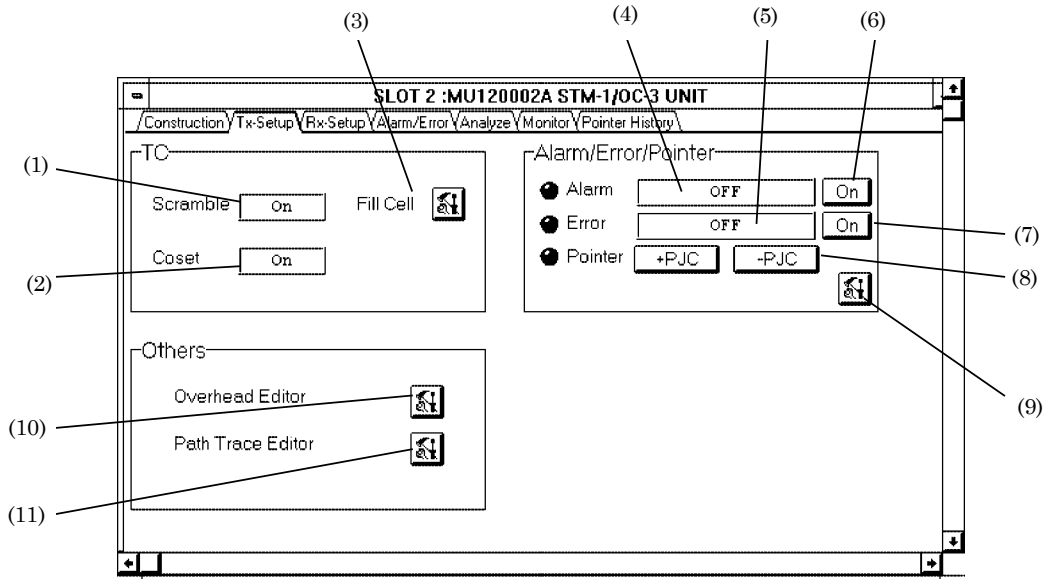 (3) (4) (5) (6)
SLOT 2 :MU120002A STM-1/OC-3 UNIT
Construction Tx-Setup Rx-Setup Alarm/Error Analyze Monitor Pointer History
TC
(1)
Scramble On Fill Cell
Coset On
(2)
Alarm/Error/Pointer
Alarm OFF On
Error OFF On
(7)
Pointer +PJC -PJC
(8)
(9)
Others
Overhead Editor
(10)
Path Trace Editor
(11)